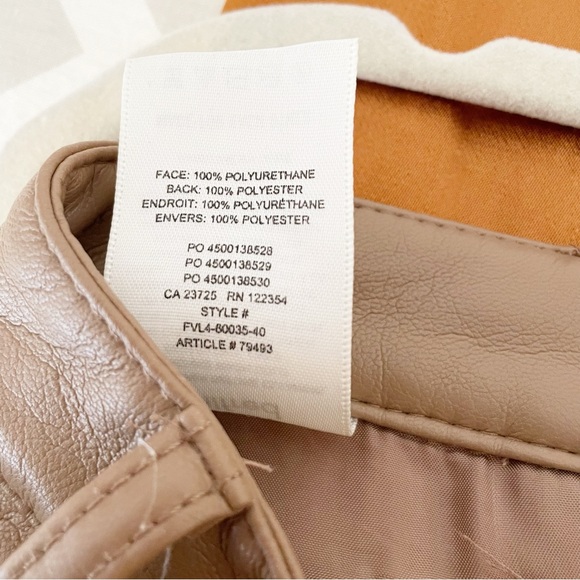 FACE: 100% POLYURETHANE
BACK: 100% POLYESTER
ENDROIT: 100% POLYURÉTHANE
ENVERS: 100% POLYESTER
PO 4500138528
PO 4500138529
PO 4500138530
CA 23725 RN 122354
STYLE #
FVL4-60035-40
ARTICLE # 79493